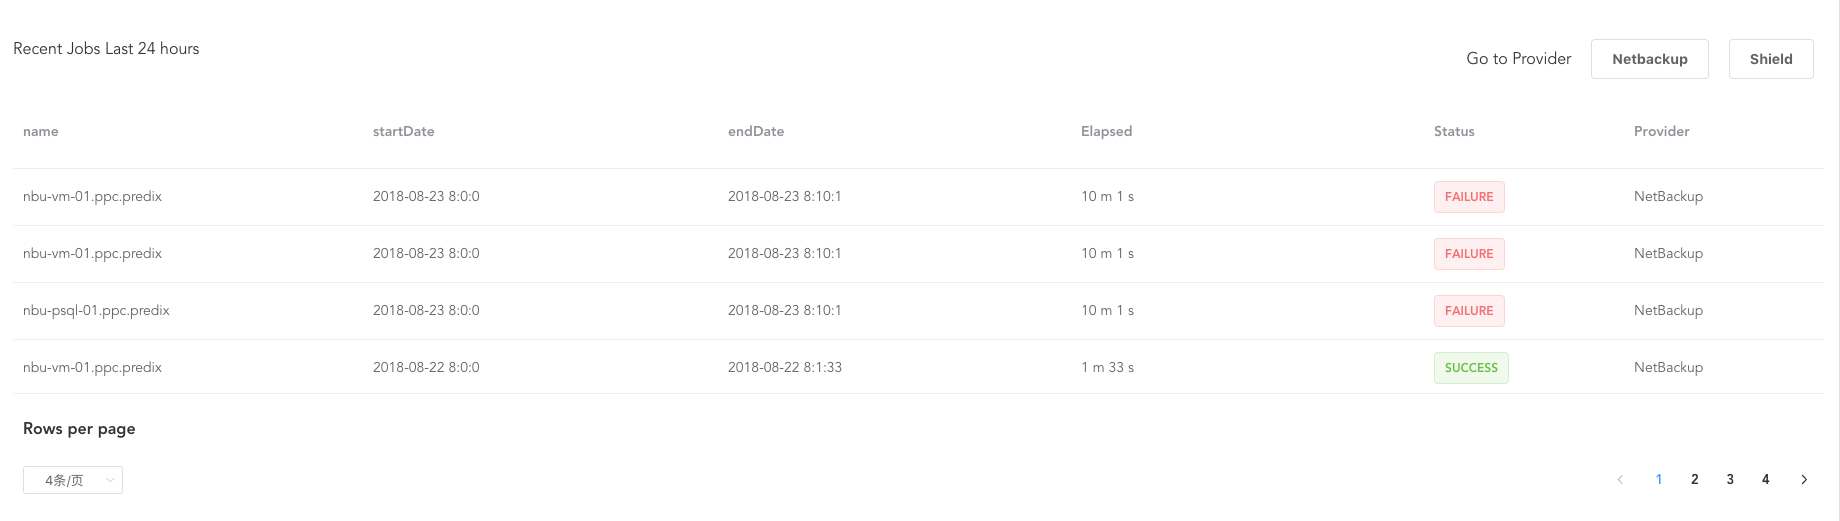 Recent Jobs Last 24 hours
Go to Provider Netbackup Shield
name startDate endDate Elapsed Status Provider
nbu-vm-01.ppc.predix 2018-08-23 8:0:0 2018-08-23 8:10:1 10 m 1 s FAILURE NetBackup
nbu-vm-01.ppc.predix 2018-08-23 8:0:0 2018-08-23 8:10:1 10 m 1 s FAILURE NetBackup
nbu-psql-01.ppc.predix 2018-08-23 8:0:0 2018-08-23 8:10:1 10 m 1 s FAILURE NetBackup
nbu-vm-01.ppc.predix 2018-08-22 8:0:0 2018-08-22 8:1:33 1 m 33 s SUCCESS NetBackup
Rows per page
4条/页 1 2 3 4